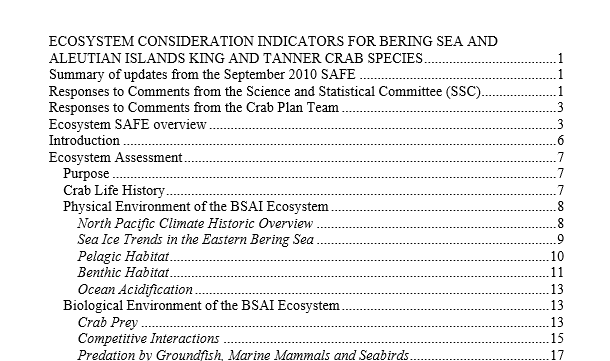 ECOSYSTEM CONSIDERATION INDICATORS FOR BERING SEA AND
ALEUTIAN ISLANDS KING AND TANNER CRAB SPECIES..........1
Summary of updates from the September 2010 SAFE ..........1
Responses to Comments from the Science and Statistical Committee (SSC)..........1
Responses to Comments from the Crab Plan Team ..........3
Ecosystem SAFE overview ..........3
Introduction ..........6
Ecosystem Assessment..........7
Purpose ..........7
Crab Life History..........7
Physical Environment of the BSAI Ecosystem ..........8
North Pacific Climate Historic Overview ..........8
Sea Ice Trends in the Eastern Bering Sea ..........9
Pelagic Habitat..........10
Benthic Habitat..........11
Ocean Acidification..........13
Biological Environment of the BSAI Ecosystem..........13
Crab Prey ..........13
Competitive Interactions ..........15
Predation by Groundfish, Marine Mammals and Seabirds..........17